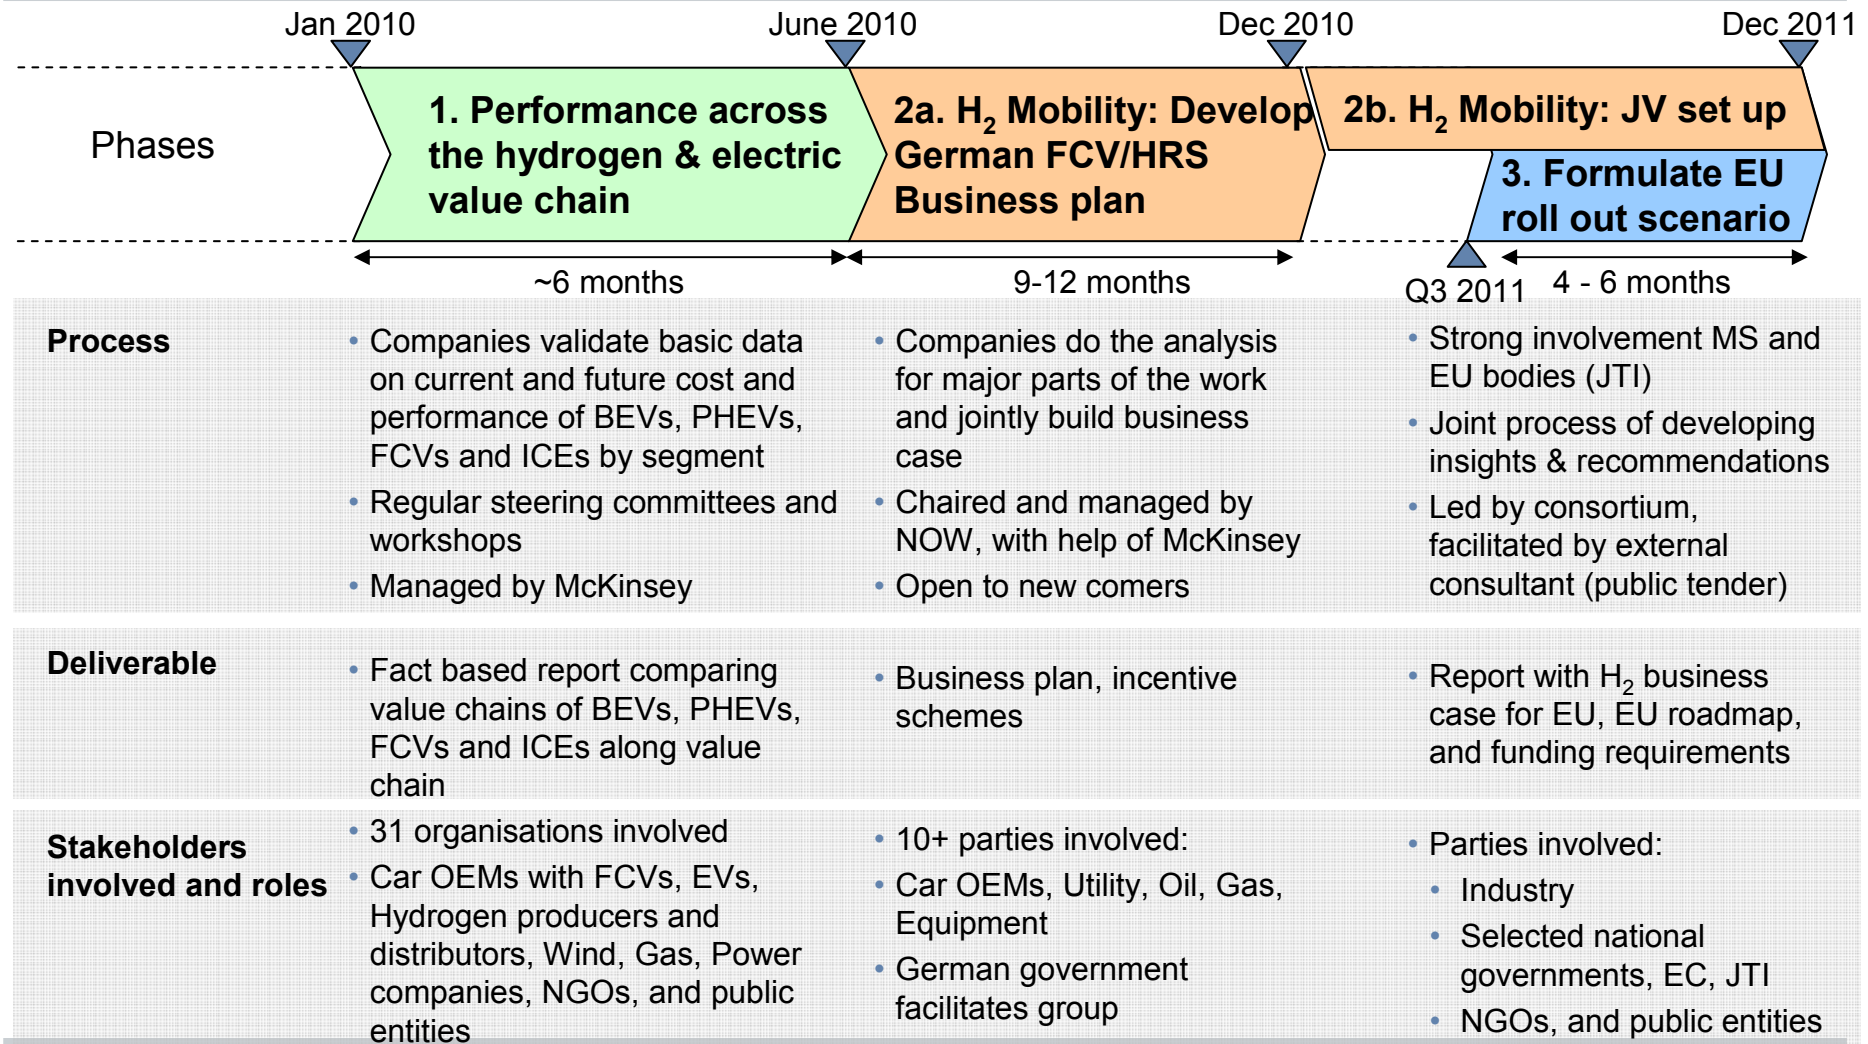 Jan 2010
June 2010
Dec 2010
Dec 2011
Phases
1. Performance across
the hydrogen & electric
value chain
2a. H₂ Mobility: Develop
German FCV/HRS
Business plan
2b. H₂ Mobility: JV set up
3. Formulate EU
roll out scenario
~6 months
9-12 months
Q3 2011
4 - 6 months
Process
• Companies validate basic data
on current and future cost and
performance of BEVs, PHEVs,
FCVs and ICEs by segment
• Regular steering committees and
workshops
• Managed by McKinsey
• Companies do the analysis
for major parts of the work
and jointly build business
case
• Chaired and managed by
NOW, with help of McKinsey
• Open to new comers
• Strong involvement MS and
EU bodies (JTI)
• Joint process of developing
insights & recommendations
• Led by consortium,
facilitated by external
consultant (public tender)
Deliverable
• Fact based report comparing
value chains of BEVs, PHEVs,
FCVs and ICEs along value
chain
• Business plan, incentive
schemes
• Report with H₂ business
case for EU, EU roadmap,
and funding requirements
Stakeholders
involved and roles
• 31 organisations involved
• Car OEMs with FCVs, EVs,
Hydrogen producers and
distributors, Wind, Gas, Power
companies, NGOs, and public
entities
• 10+ parties involved:
• Car OEMs, Utility, Oil, Gas,
Equipment
• German government
facilitates group
• Parties involved:
• Industry
• Selected national
governments, EC, JTI
• NGOs, and public entities